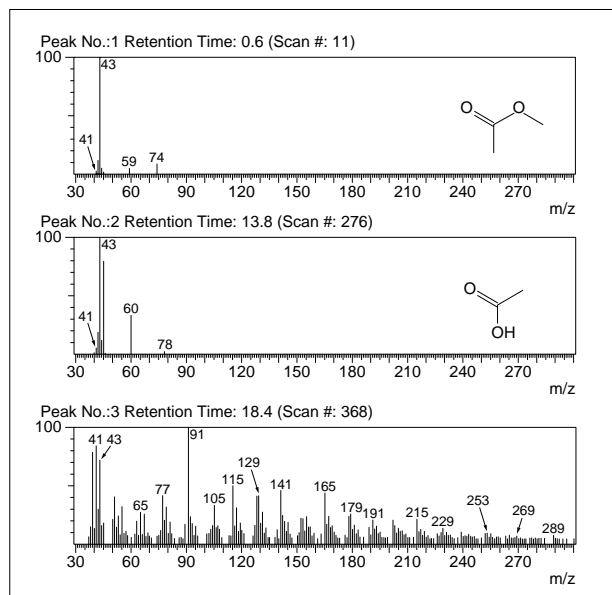 Peak No.:1 Retention Time: 0.6 (Scan #: 11)
100
43
41
59
74
O
O
30 60 90 120 150 180 210 240 270
m/z
Peak No.:2 Retention Time: 13.8 (Scan #: 276)
100
43
41
60
78
O
OH
30 60 90 120 150 180 210 240 270
m/z
Peak No.:3 Retention Time: 18.4 (Scan #: 368)
100
91
41 43
65
77
105
115
129
141
165
179
191
215
229
253
269
289
30 60 90 120 150 180 210 240 270
m/z